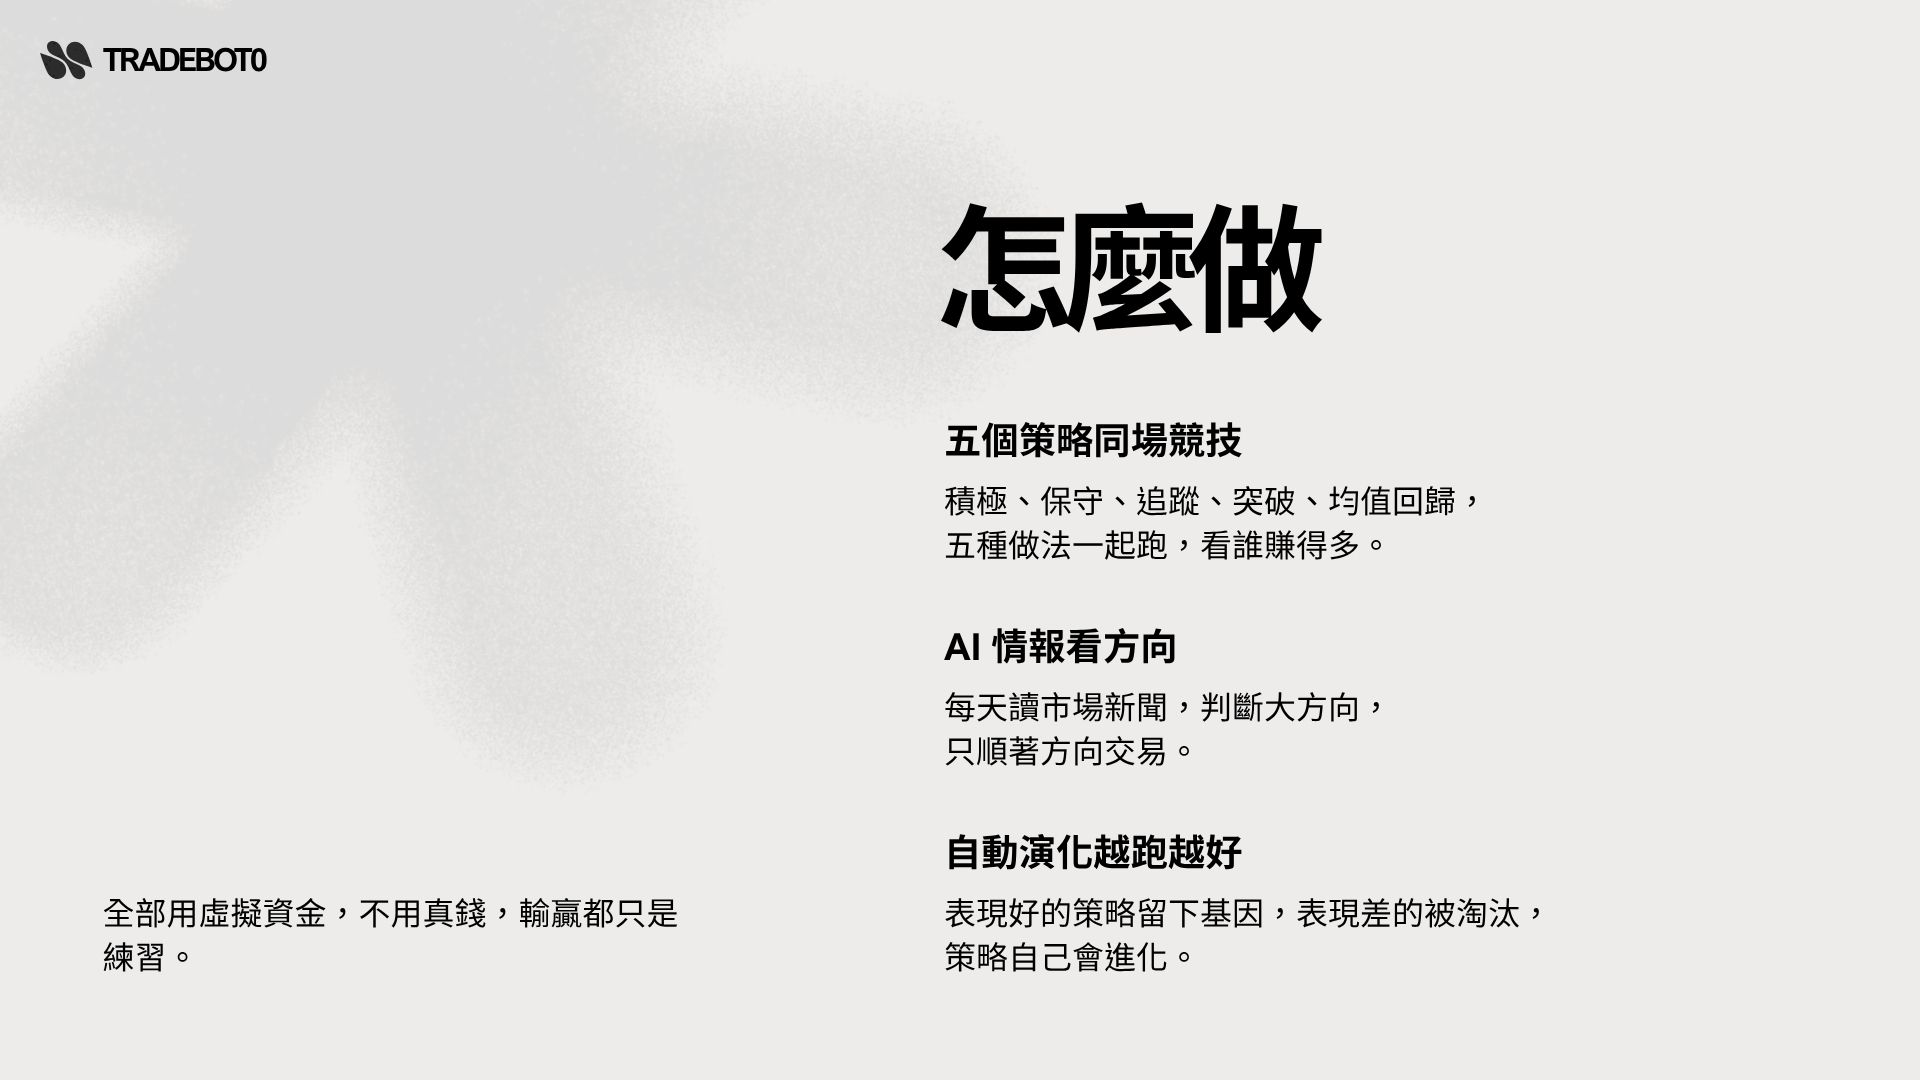 TRADEBOT0
怎麼做
五個策略同場競技
積極、保守、追蹤、突破、均值回歸，
五種做法一起跑，看誰賺得多。
AI 情報看方向
每天讀市場新聞，判斷大方向，
只順著方向交易。
自動演化越跑越好
表現好的策略留下基因，表現差的被淘汰，
策略自己會進化。
全部用虛擬資金，不用真錢，輸贏都只是
練習。